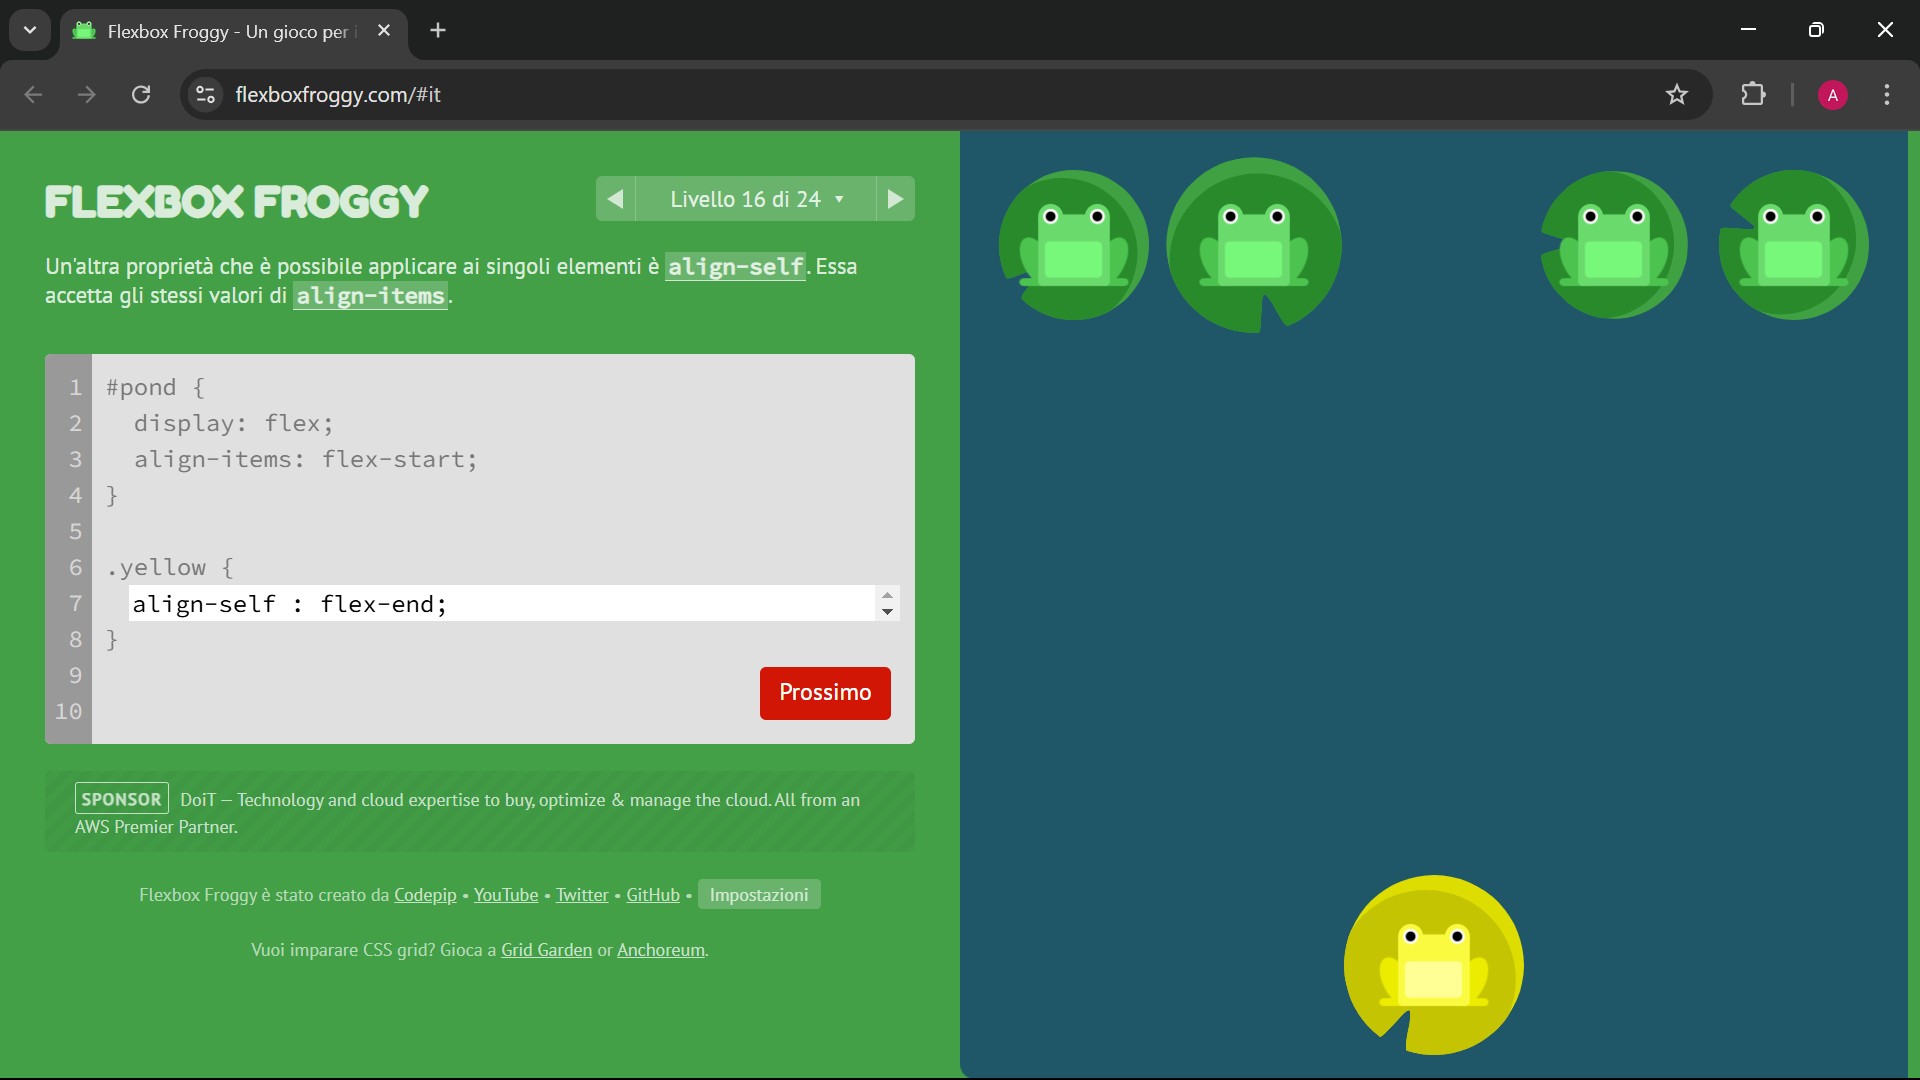 Flexbox Froggy - Un gioco per
flexboxfroggy.com/#it
A
FLEXBOX FROGGY
Livello 16 di 24
Un'altra proprietà che è possibile applicare ai singoli elementi è align-self. Essa
accetta gli stessi valori di align-items.
1 #pond {
2 display: flex;
3 align-items: flex-start;
4 }
5
6 .yellow {
7 align-self : flex-end;
8 }
9
10
Prossimo
SPONSOR DoiT — Technology and cloud expertise to buy, optimize & manage the cloud. All from an
AWS Premier Partner.
Flexbox Froggy è stato creato da Codepip • YouTube • Twitter • GitHub • Impostazioni
Vuoi imparare CSS grid? Gioca a Grid Garden or Anchoreum.